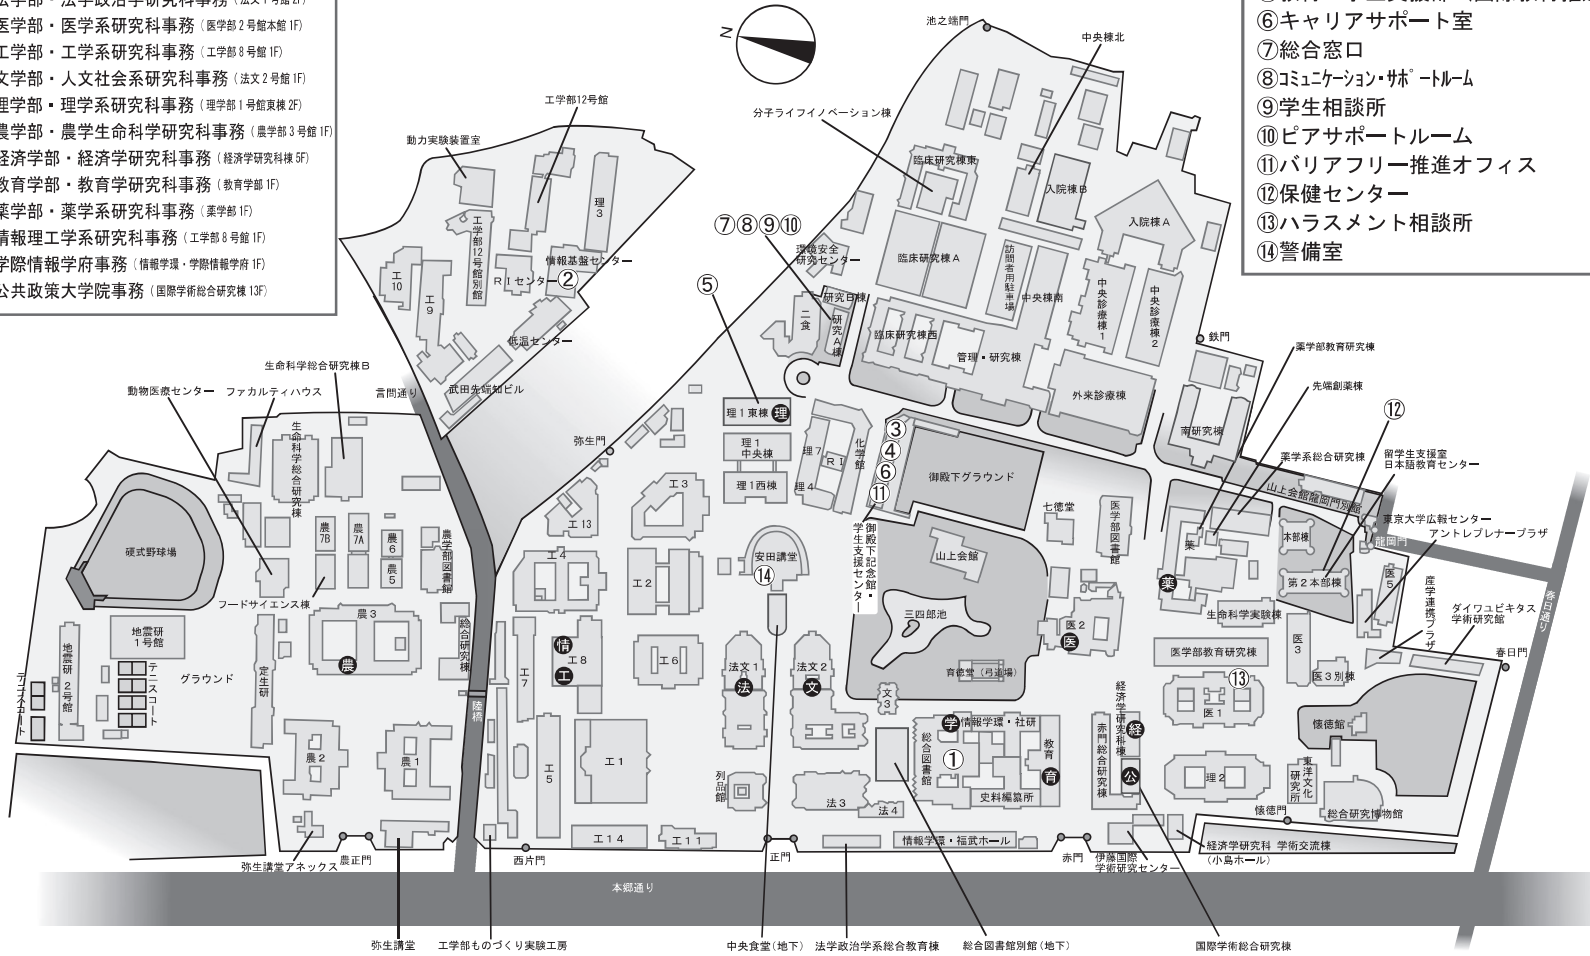 法学部・法学政治学研究科事務（法文1号館2F）
医学部・医学系研究科事務（医学部2号館本館1F）
工学部・工学系研究科事務（工学部8号館1F）
文学部・人文社会系研究科事務（法文2号館1F）
理学部・理学系研究科事務（理学部1号館東棟2F）
農学部・農学生命科学研究科事務（農学部3号館1F）
経済学部・経済学研究科事務（経済学研究科棟5F）
教育学部・教育学研究科事務（教育学部1F）
薬学部・薬学系研究科事務（薬学部1F）
情報理工学系研究科事務（工学部8号館1F）
学際情報学府事務（情報学環・学際情報学府1F）
公共政策大学院事務（国際学術総合研究棟13F）
⑥キャリアサポート室
⑦総合窓口
⑧コミュニケーション・サポートルーム
⑨学生相談所
⑩ピアサポートルーム
⑪バリアフリー推進オフィス
⑫保健センター
⑬ハラスメント相談所
⑭警備室
N
池之端門
中央棟北
分子ライフイノベーション棟
工学部12号館
動力実験装置室
理3
工学部12号館別館
情報基盤センター
RIセンター
②
工10
工9
低温センター
武田先端知ビル
言問通り
臨床研究棟東
入院棟B
入院棟A
⑦⑧⑨⑩
環境安全研究センター
臨床研究棟A
訪問者用駐車場
中央棟南
中央診療棟1
中央診療棟2
⑤
研究B棟
二食
研究A棟
臨床研究棟西
管理・研究棟
外来診療棟
鉄門
南研究棟
薬学部教育研究棟
先端創薬棟
⑫
薬学系総合研究棟
留学生支援室
日本語教育センター
山上会館龍岡門別館
東京大学広報センター
アントレプレナープラザ
龍岡門
春日通り
生命科学総合研究棟B
動物医療センター
ファカルティハウス
生命科学総合研究棟
硬式野球場
農7B
農7A
農6
農5
農学部図書館
フードサイエンス棟
農3
農
地震研1号館
地震研2号館
テニスコート
テニスコート
グラウンド
定生研
総合研究棟
陸橋
農2
農1
弥生講堂アネックス
農正門
弥生講堂
弥生門
理1東棟
理
理1中央棟
理1西棟
理7
RI
理4
化学館
③
④
⑥
⑪
御殿下グラウンド
御殿下記念館・学生支援センター
工3
工13
工4
工2
安田講堂
⑭
山上会館
三四郎池
育徳堂（弓道場）
七徳堂
医学部図書館
医2
医
薬
薬
本部棟
第2本部棟
医5
生命科学実験棟
産学連携プラザ
ダイワユビキタス学術研究館
春日門
医学部教育研究棟
医3
医3別棟
⑬
医1
懐徳館
情
工8
工
工7
工6
法文1
法
法文2
文
文3
学
情報学環・社研
総合図書館
①
教育
育
史料編纂所
経済学研究科棟
経
公
赤門総合研究棟
理2
東洋文化研究所
総合研究博物館
懐徳門
工5
工1
列品館
法3
法4
工14
工11
情報学環・福武ホール
西片門
正門
赤門
伊藤国際学術研究センター
経済学研究科 学術交流棟
（小島ホール）
本郷通り
工学部ものづくり実験工房
中央食堂（地下）
法学政治学系総合教育棟
総合図書館別館（地下）
国際学術総合研究棟